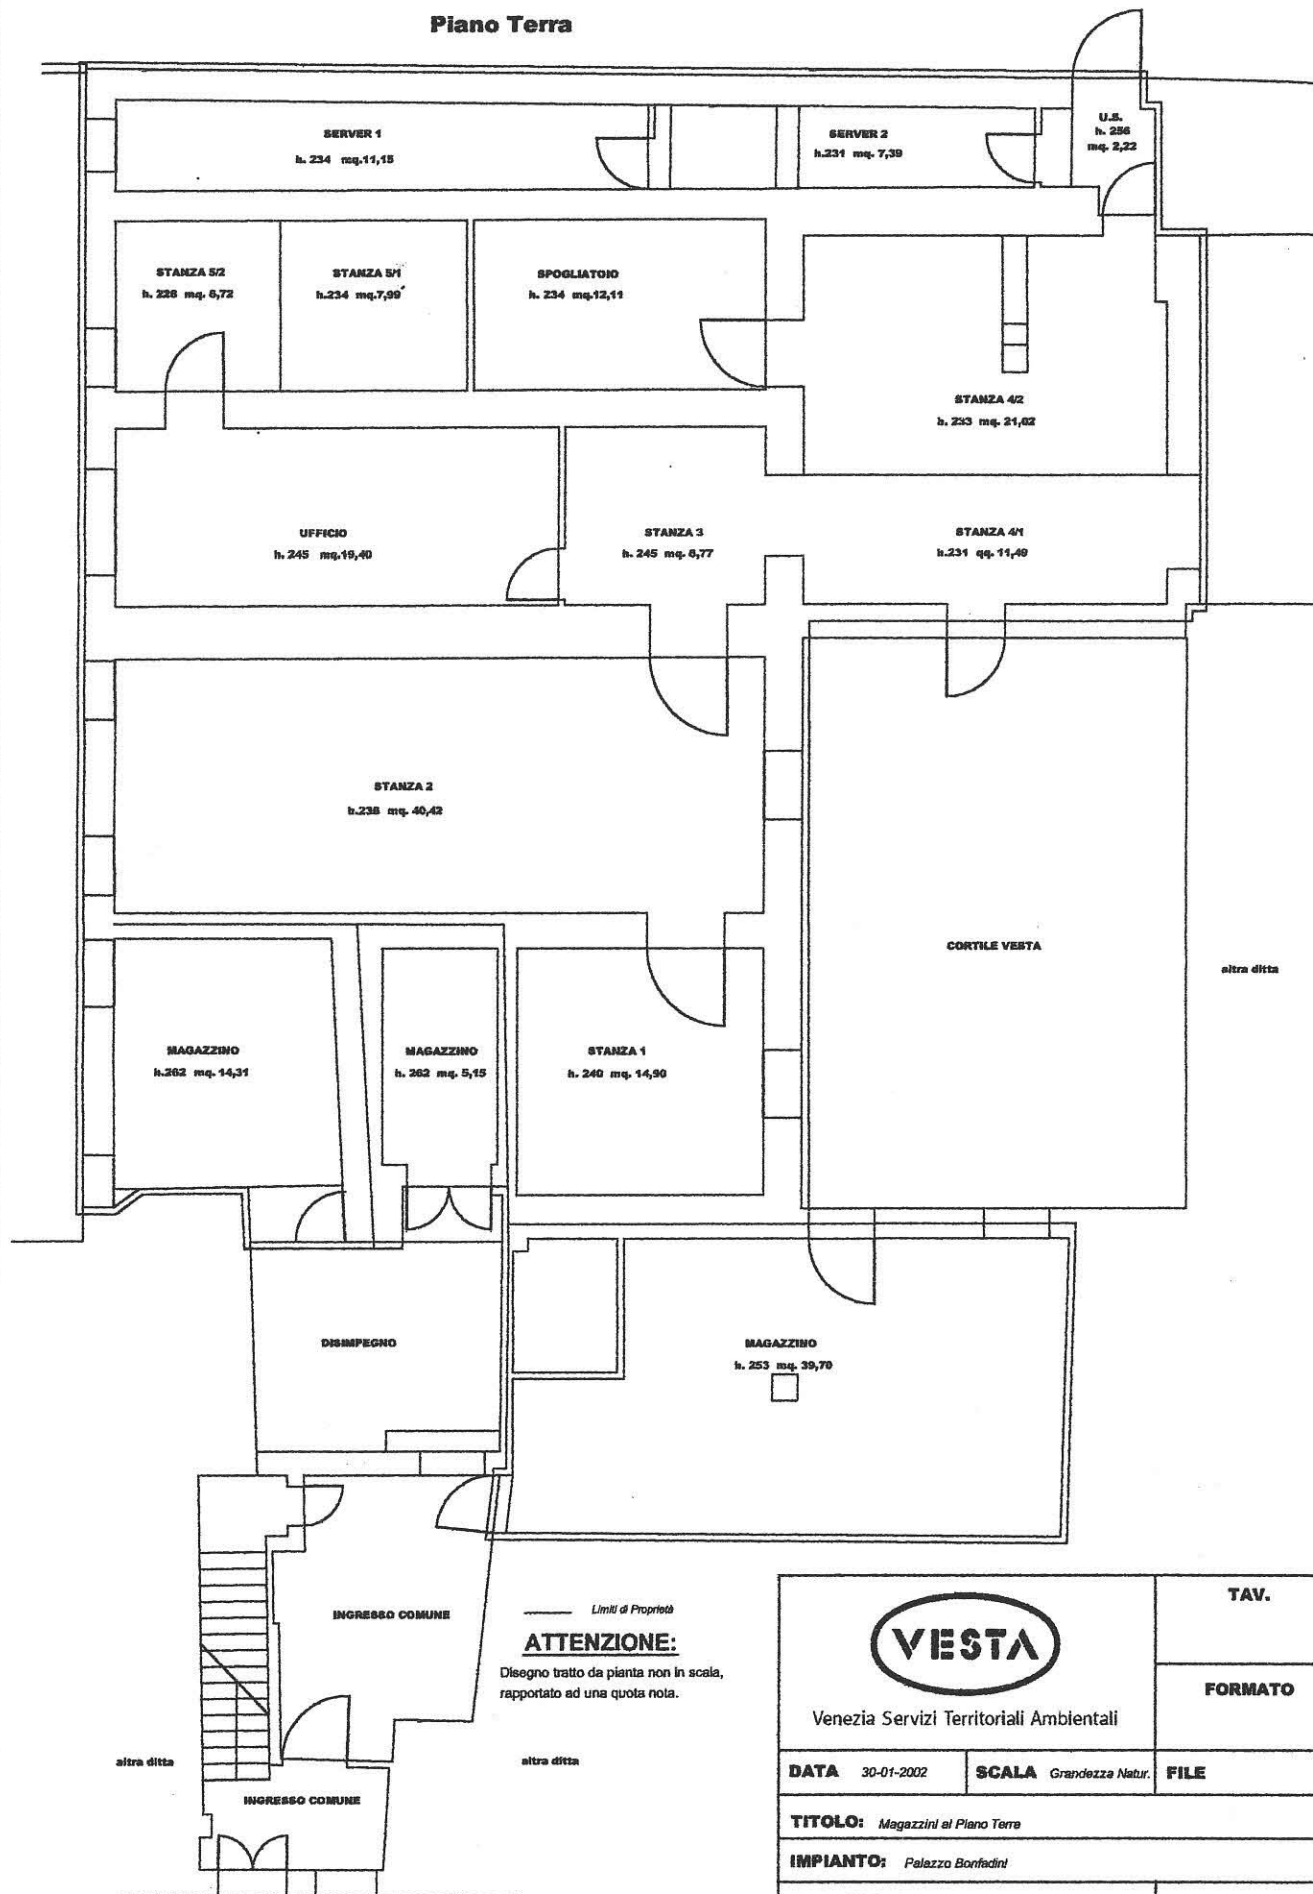 Piano Terra
U.S.
h. 256
mq. 2,22
SERVER 1
h. 234 mq.11,15
SERVER 2
h.231 mq. 7,39
STANZA 5/2
h. 228 mq. 6,72
STANZA 5/1
h.234 mq.7,99
SPOGLIATOIO
h. 234 mq.12,11
STANZA 4/2
h. 233 mq. 21,02
UFFICIO
h. 245 mq.19,40
STANZA 3
h. 245 mq. 8,77
STANZA 4/1
h.231 qq. 11,49
STANZA 2
h.238 mq. 40,42
CORTILE VESTA
altra ditta
MAGAZZINO
h.262 mq. 14,31
MAGAZZINO
h. 262 mq. 5,15
STANZA 1
h. 240 mq. 14,90
DISIMPEGNO
MAGAZZINO
h. 253 mq. 39,70
INGRESSO COMUNE
Limiti di Proprietà
ATTENZIONE:
Disegno tratto da pianta non in scala,
rapportato ad una quota nota.
altra ditta
altra ditta
INGRESSO COMUNE
VESTA
Venezia Servizi Territoriali Ambientali
TAV.
FORMATO
DATA 30-01-2002
SCALA Grandezza Natur.
FILE
TITOLO: Magazzini al Piano Terre
IMPIANTO: Palazzo Bonfadini